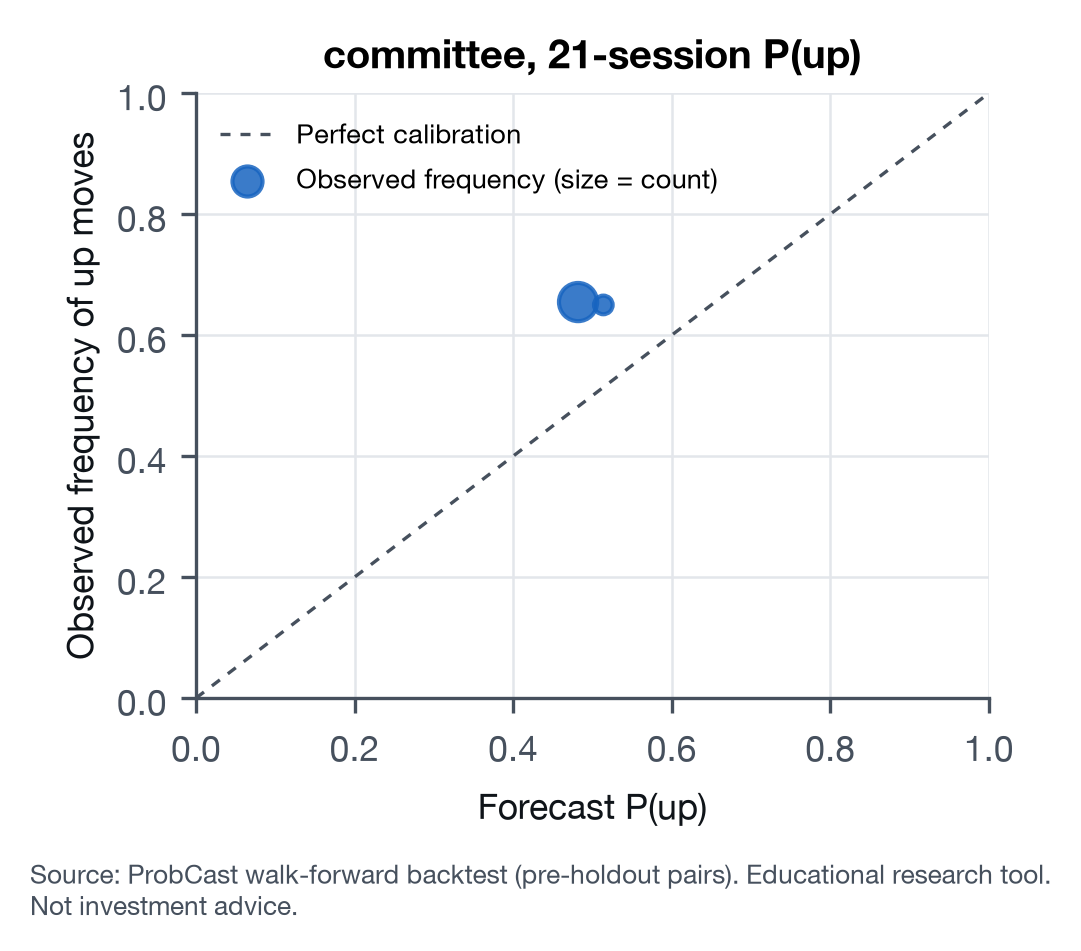 committee, 21-session P(up)
Perfect calibration
Observed frequency (size = count)
Observed frequency of up moves
1.0
0.8
0.6
0.4
0.2
0.0
0.0 0.2 0.4 0.6 0.8 1.0
Forecast P(up)
Source: ProbCast walk-forward backtest (pre-holdout pairs). Educational research tool.
Not investment advice.